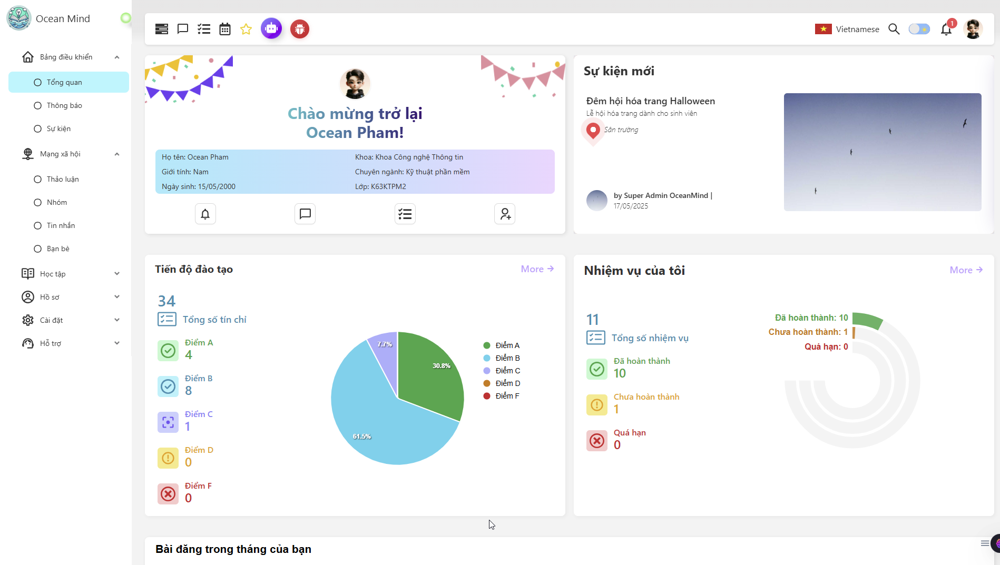 Ocean Mind
Bảng điều khiển
Tổng quan
Thông báo
Sự kiện
Mạng xã hội
Thảo luận
Nhóm
Tin nhắn
Bạn bè
Học tập
Hồ sơ
Cài đặt
Hỗ trợ
Vietnamese
1
Chào mừng trở lại
Ocean Pham!
Họ tên: Ocean Pham
Giới tính: Nam
Ngày sinh: 15/05/2000
Khoa: Khoa Công nghệ Thông tin
Chuyên ngành: Kỹ thuật phần mềm
Lớp: K63KTPM2
Sự kiện mới
Đêm hội hóa trang Halloween
Lễ hội hóa trang dành cho sinh viên
Sân trường
by Super Admin OceanMind |
17/05/2025
Tiến độ đào tạo
More
34
Tổng số tín chỉ
Điểm A
4
Điểm B
8
Điểm C
1
Điểm D
0
Điểm F
0
7.7%
30.8%
61.5%
Điểm A
Điểm B
Điểm C
Điểm D
Điểm F
Nhiệm vụ của tôi
More
11
Tổng số nhiệm vụ
Đã hoàn thành
10
Chưa hoàn thành
1
Quá hạn
0
Đã hoàn thành: 10
Chưa hoàn thành: 1
Quá hạn: 0
Bài đăng trong tháng của bạn